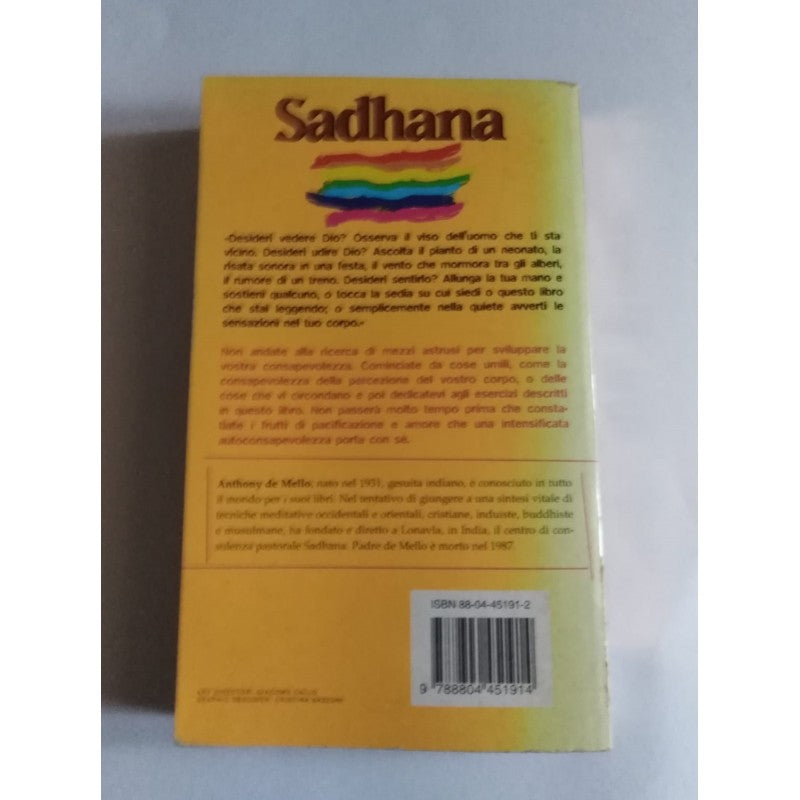 Sadhana
«Desideri vedere Dio? Osserva il viso dell'uomo che ti sta
vicino. Desideri udire Dio? Ascolta il pianto di un neonato, la
risata sonora in una festa, il vento che mormora tra gli alberi,
il rumore di un treno. Desideri sentirlo? Allunga la tua mano e
sostieni qualcuno, o tocca la sedia su cui siedi o questo libro
che stai leggendo; o semplicemente nella quiete avverti le
sensazioni nel tuo corpo.»
Non andate alla ricerca di mezzi astrusi per sviluppare la
vostra consapevolezza. Cominciate da cose umili, come la
consapevolezza della percezione del vostro corpo, o delle
cose che vi circondano e poi dedicatevi agli esercizi descritti
in questo libro. Non passerà molto tempo prima che consta-
tiate i frutti di pacificazione e amore che una intensificata
autoconsapevolezza porta con sé.
Anthony de Mello, nato nel 1931, gesuita indiano, è conosciuto in tutto
il mondo per i suoi libri. Nel tentativo di giungere a una sintesi vitale di
tecniche meditative occidentali e orientali, cristiane, induiste, buddhiste
e musulmane, ha fondato e diretto a Lonavla, in India, il centro di con-
sulenza pastorale Sadhana. Padre de Mello è morto nel 1987.
ISBN 88-04-45191-2
9 788804 451914
ART DIRECTOR: GIACOMO
GRAPHIC DESIGNER: CRISTINA